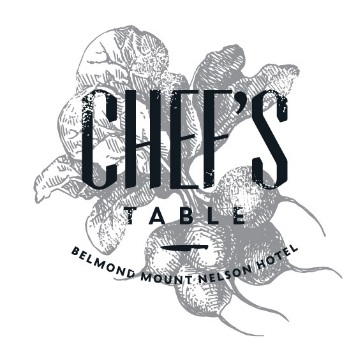 CHEF'S
TABLE
BELMOND MOUNT NELSON HOTEL